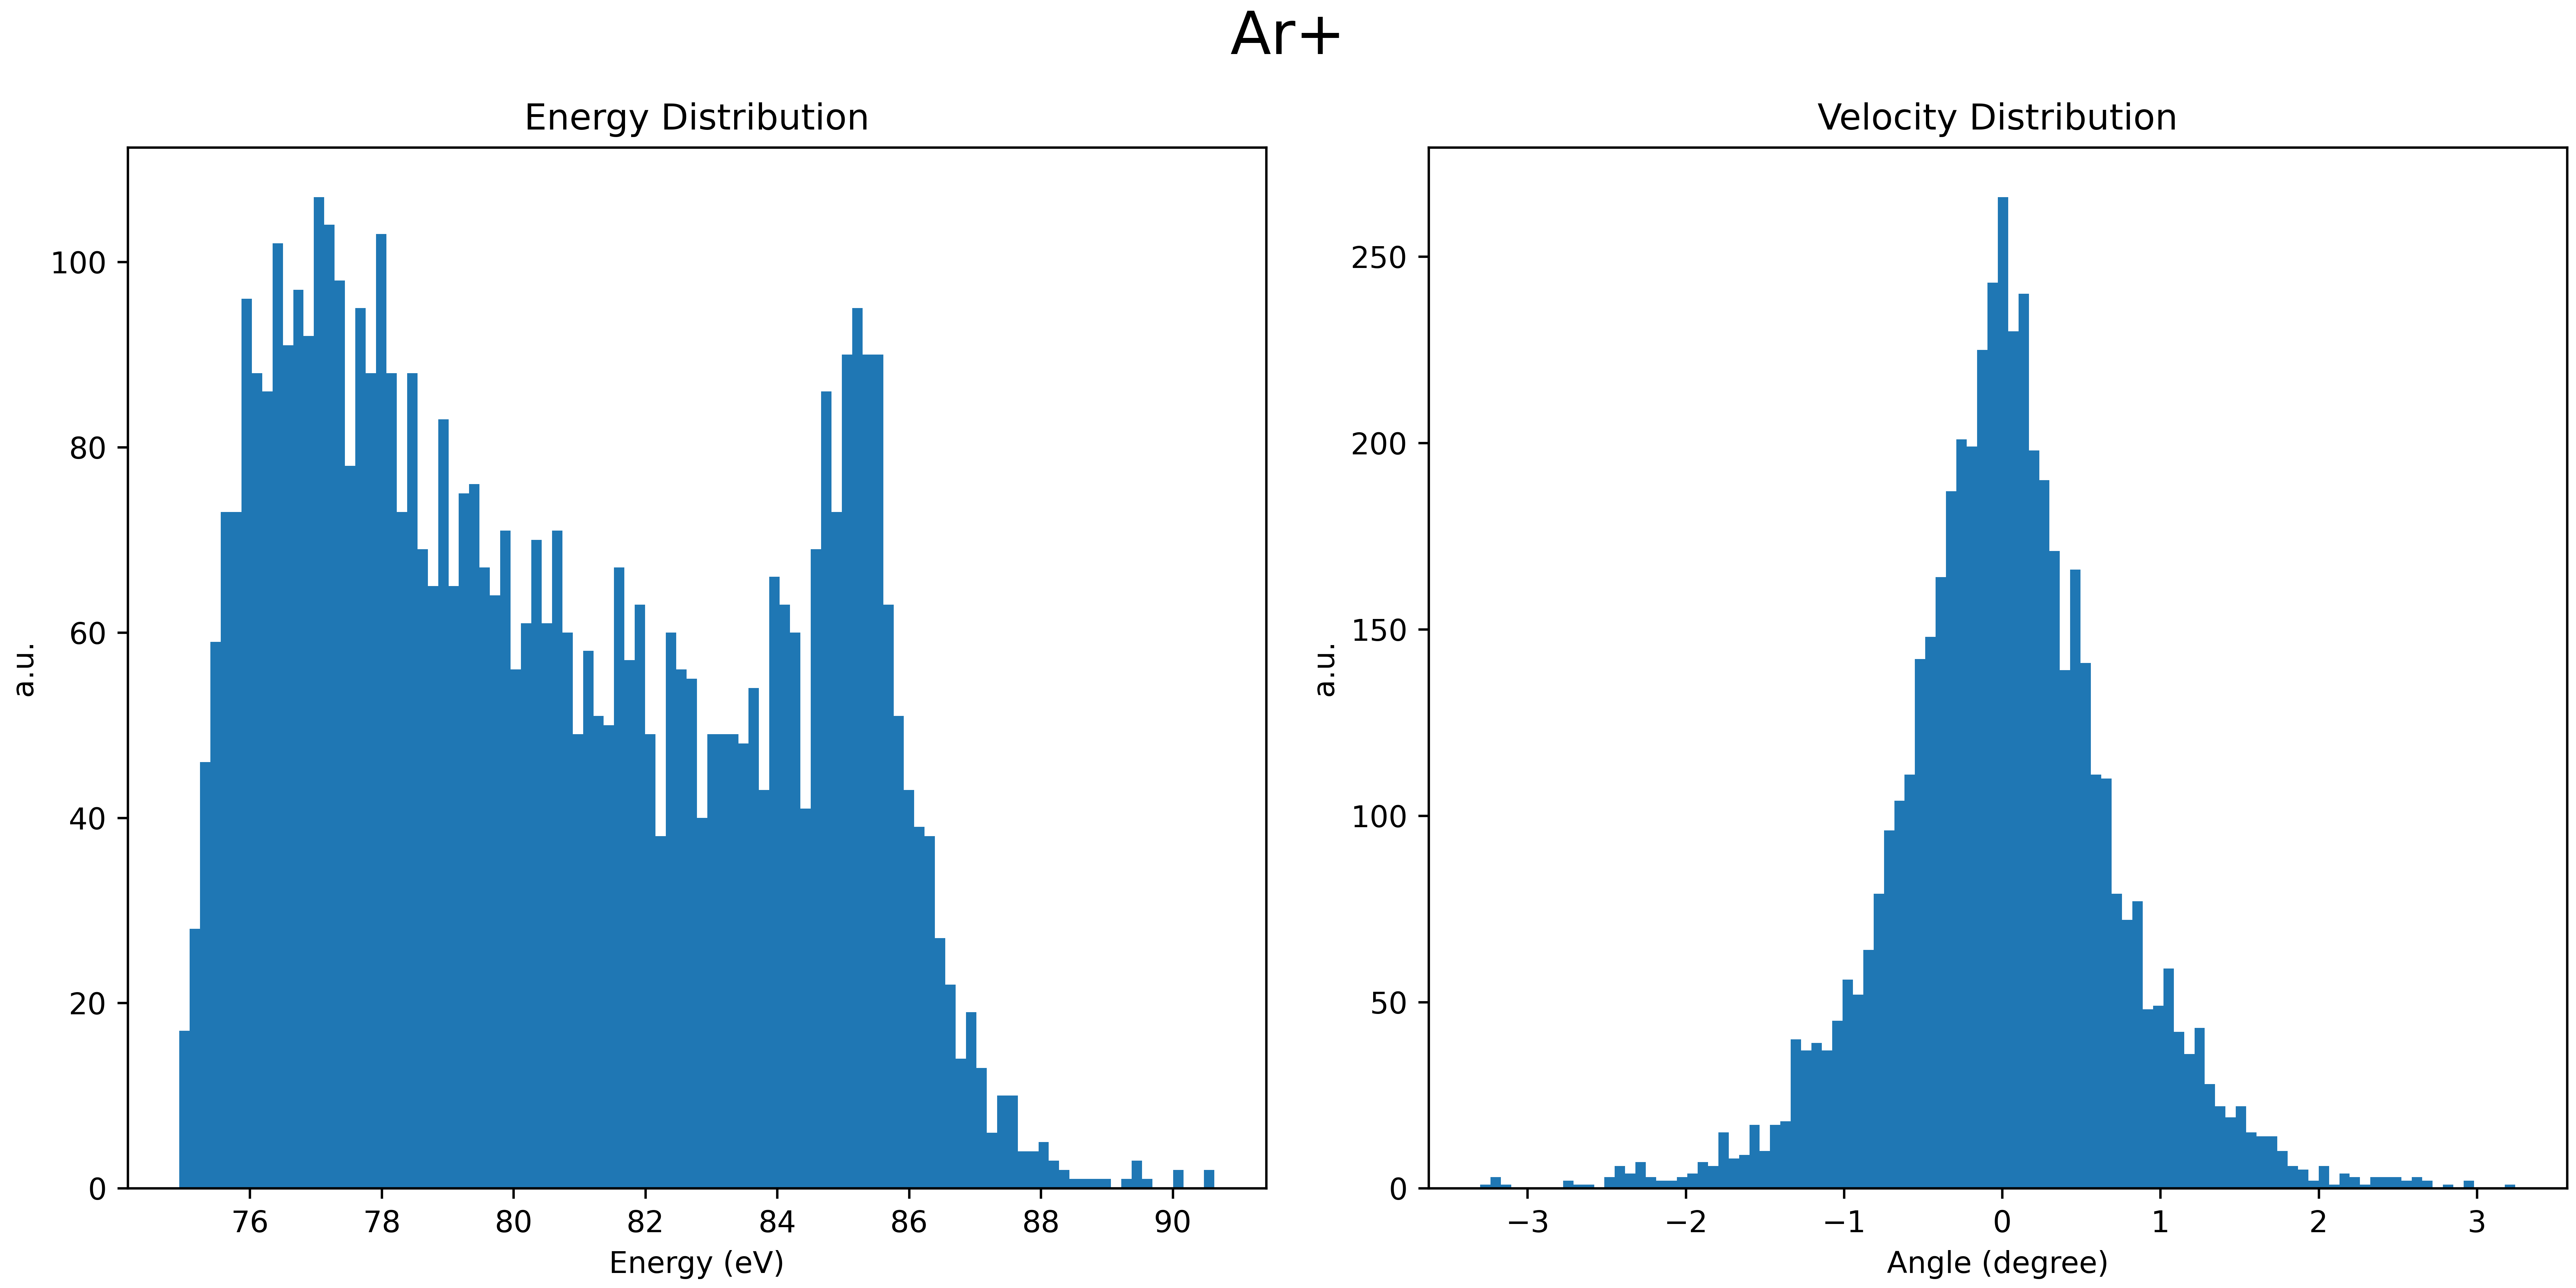 Ar+
Energy Distribution
100
80
60
40
20
0
a.u.
76 78 80 82 84 86 88 90
Energy (eV)
Velocity Distribution
250
200
150
100
50
0
a.u.
−3 −2 −1 0 1 2 3
Angle (degree)